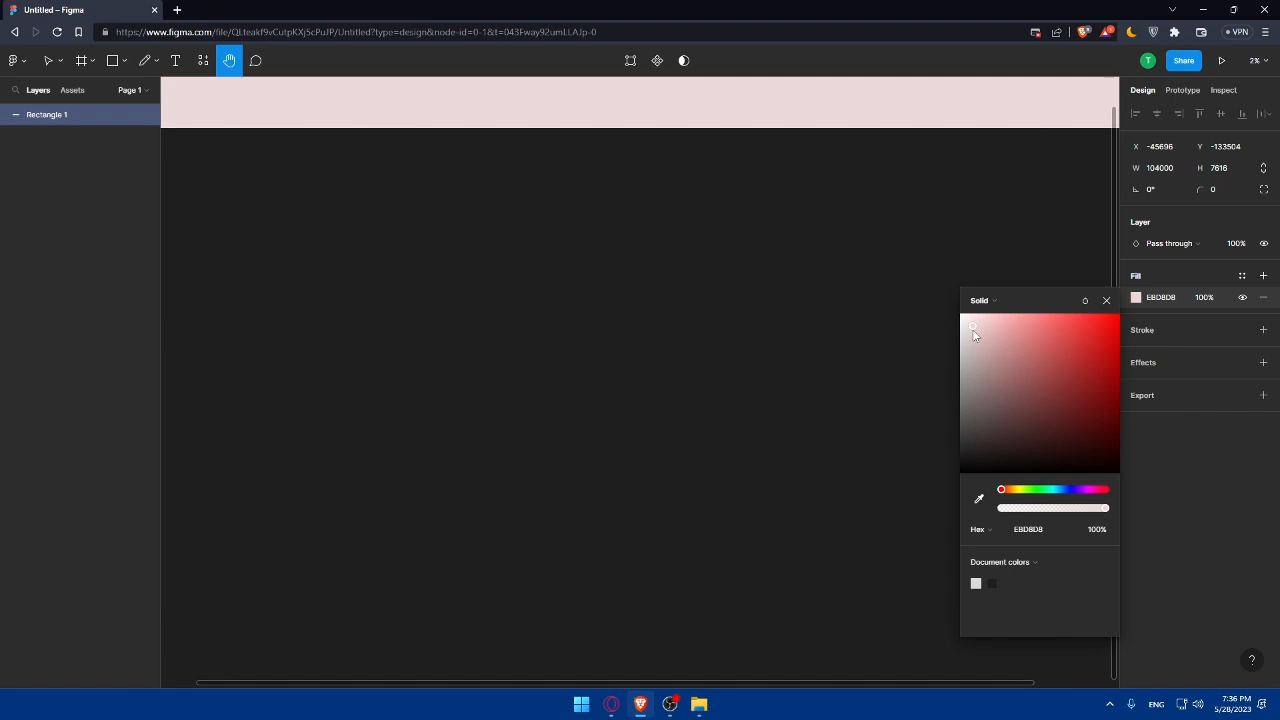 Untitled – Figma
https://www.figma.com/file/QLteakf9vCutpKXj5cPuJP/Untitled?type=design&node-id=0-1&t=043Fway92umLLAJp-0
VPN
T
Share
2%
Layers
Assets
Page 1
Design
Prototype
Inspect
Rectangle 1
X
-45696
Y
-133504
W
104000
H
7616
0°
0
Layer
Pass through
100%
Fill
EBD8D8
100%
Solid
Stroke
Effects
Export
Hex
EBD8D8
100%
Document colors
?
ENG
7:36 PM
5/28/2023